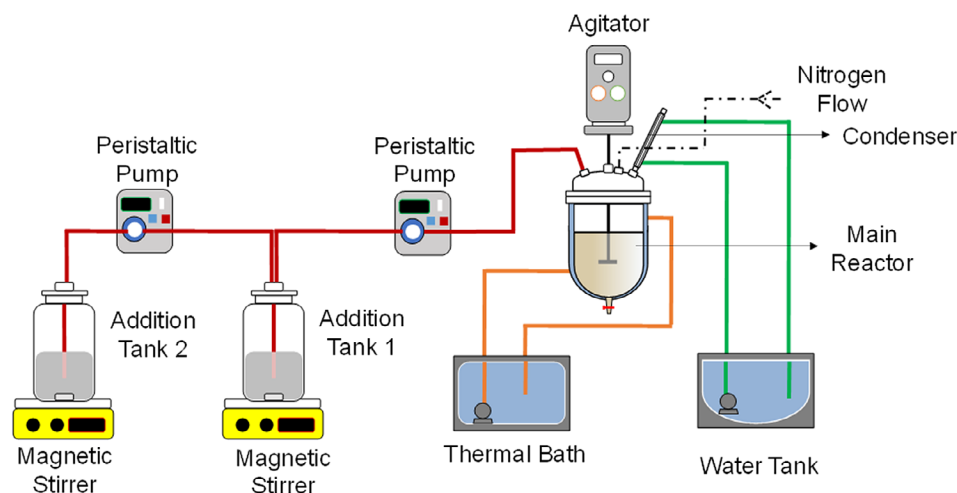 Agitator
Nitrogen
Flow
Condenser
Peristaltic
Pump
Peristaltic
Pump
Main
Reactor
Addition
Tank 2
Addition
Tank 1
Magnetic
Stirrer
Magnetic
Stirrer
Thermal Bath
Water Tank